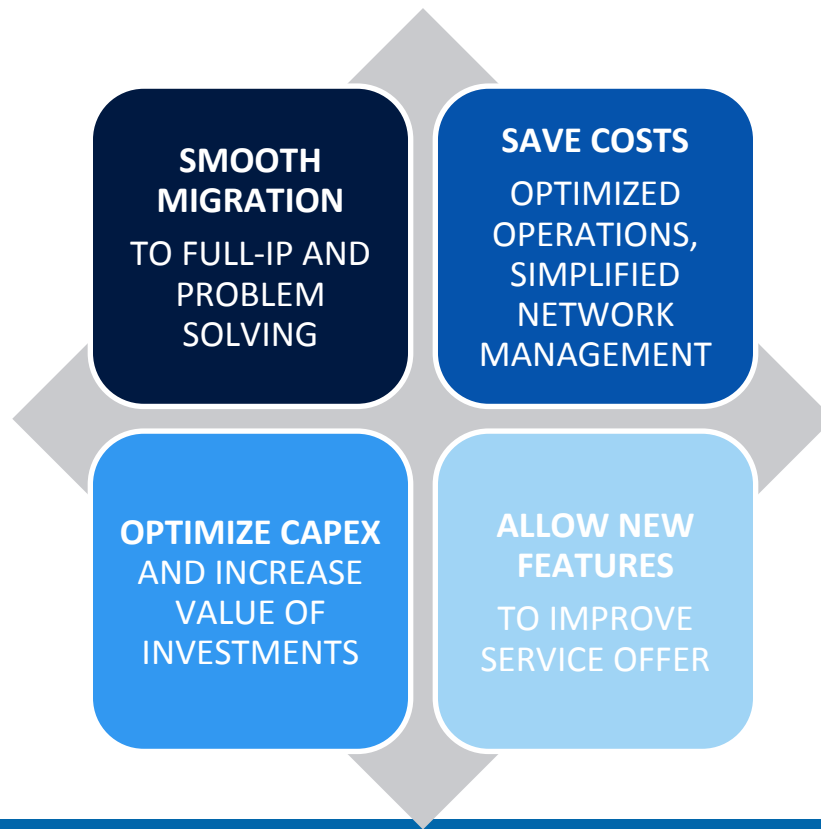 SMOOTH
MIGRATION
TO FULL-IP AND
PROBLEM
SOLVING
SAVE COSTS
OPTIMIZED
OPERATIONS,
SIMPLIFIED
NETWORK
MANAGEMENT
OPTIMIZE CAPEX
AND INCREASE
VALUE OF
INVESTMENTS
ALLOW NEW
FEATURES
TO IMPROVE
SERVICE OFFER